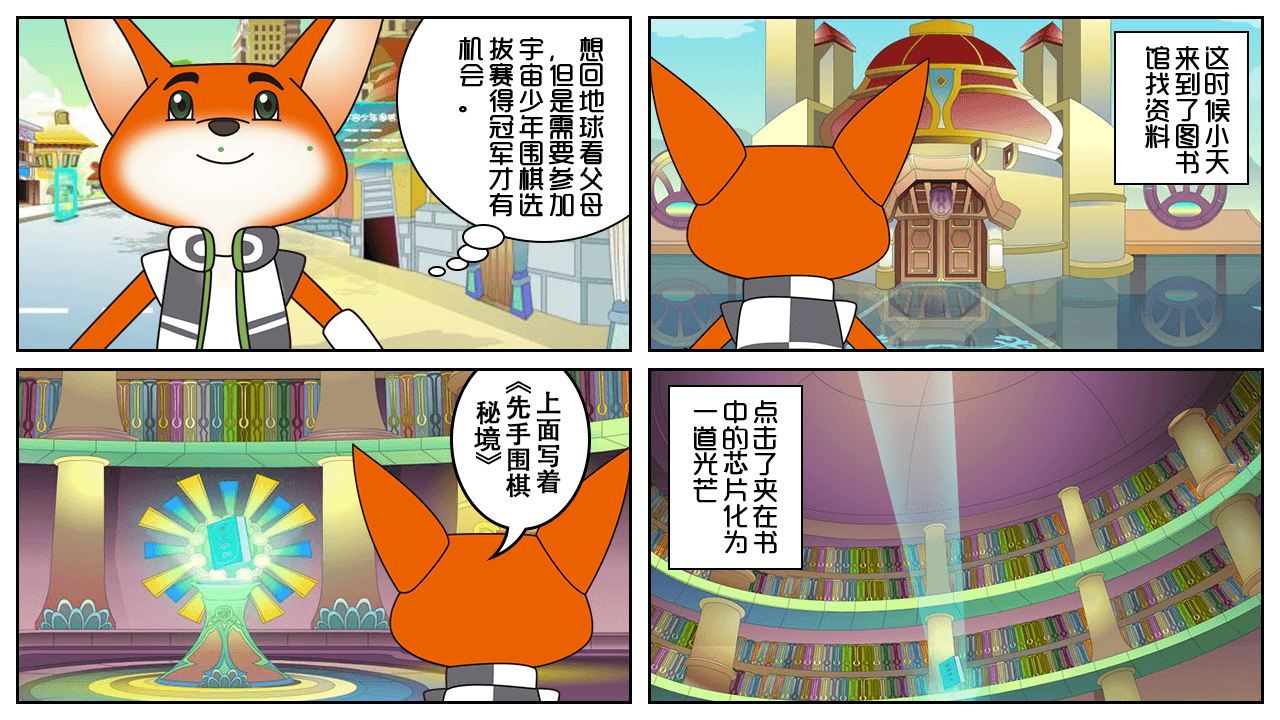 想回地球看父母
，但是需要参加
宇宙少年围棋选
拔赛得冠军才有
机会。
这时候小天
来到了图书
馆找资料
上面写着
《先手围棋
秘境》
点击了夹在书
中的芯片化为
一道光芒